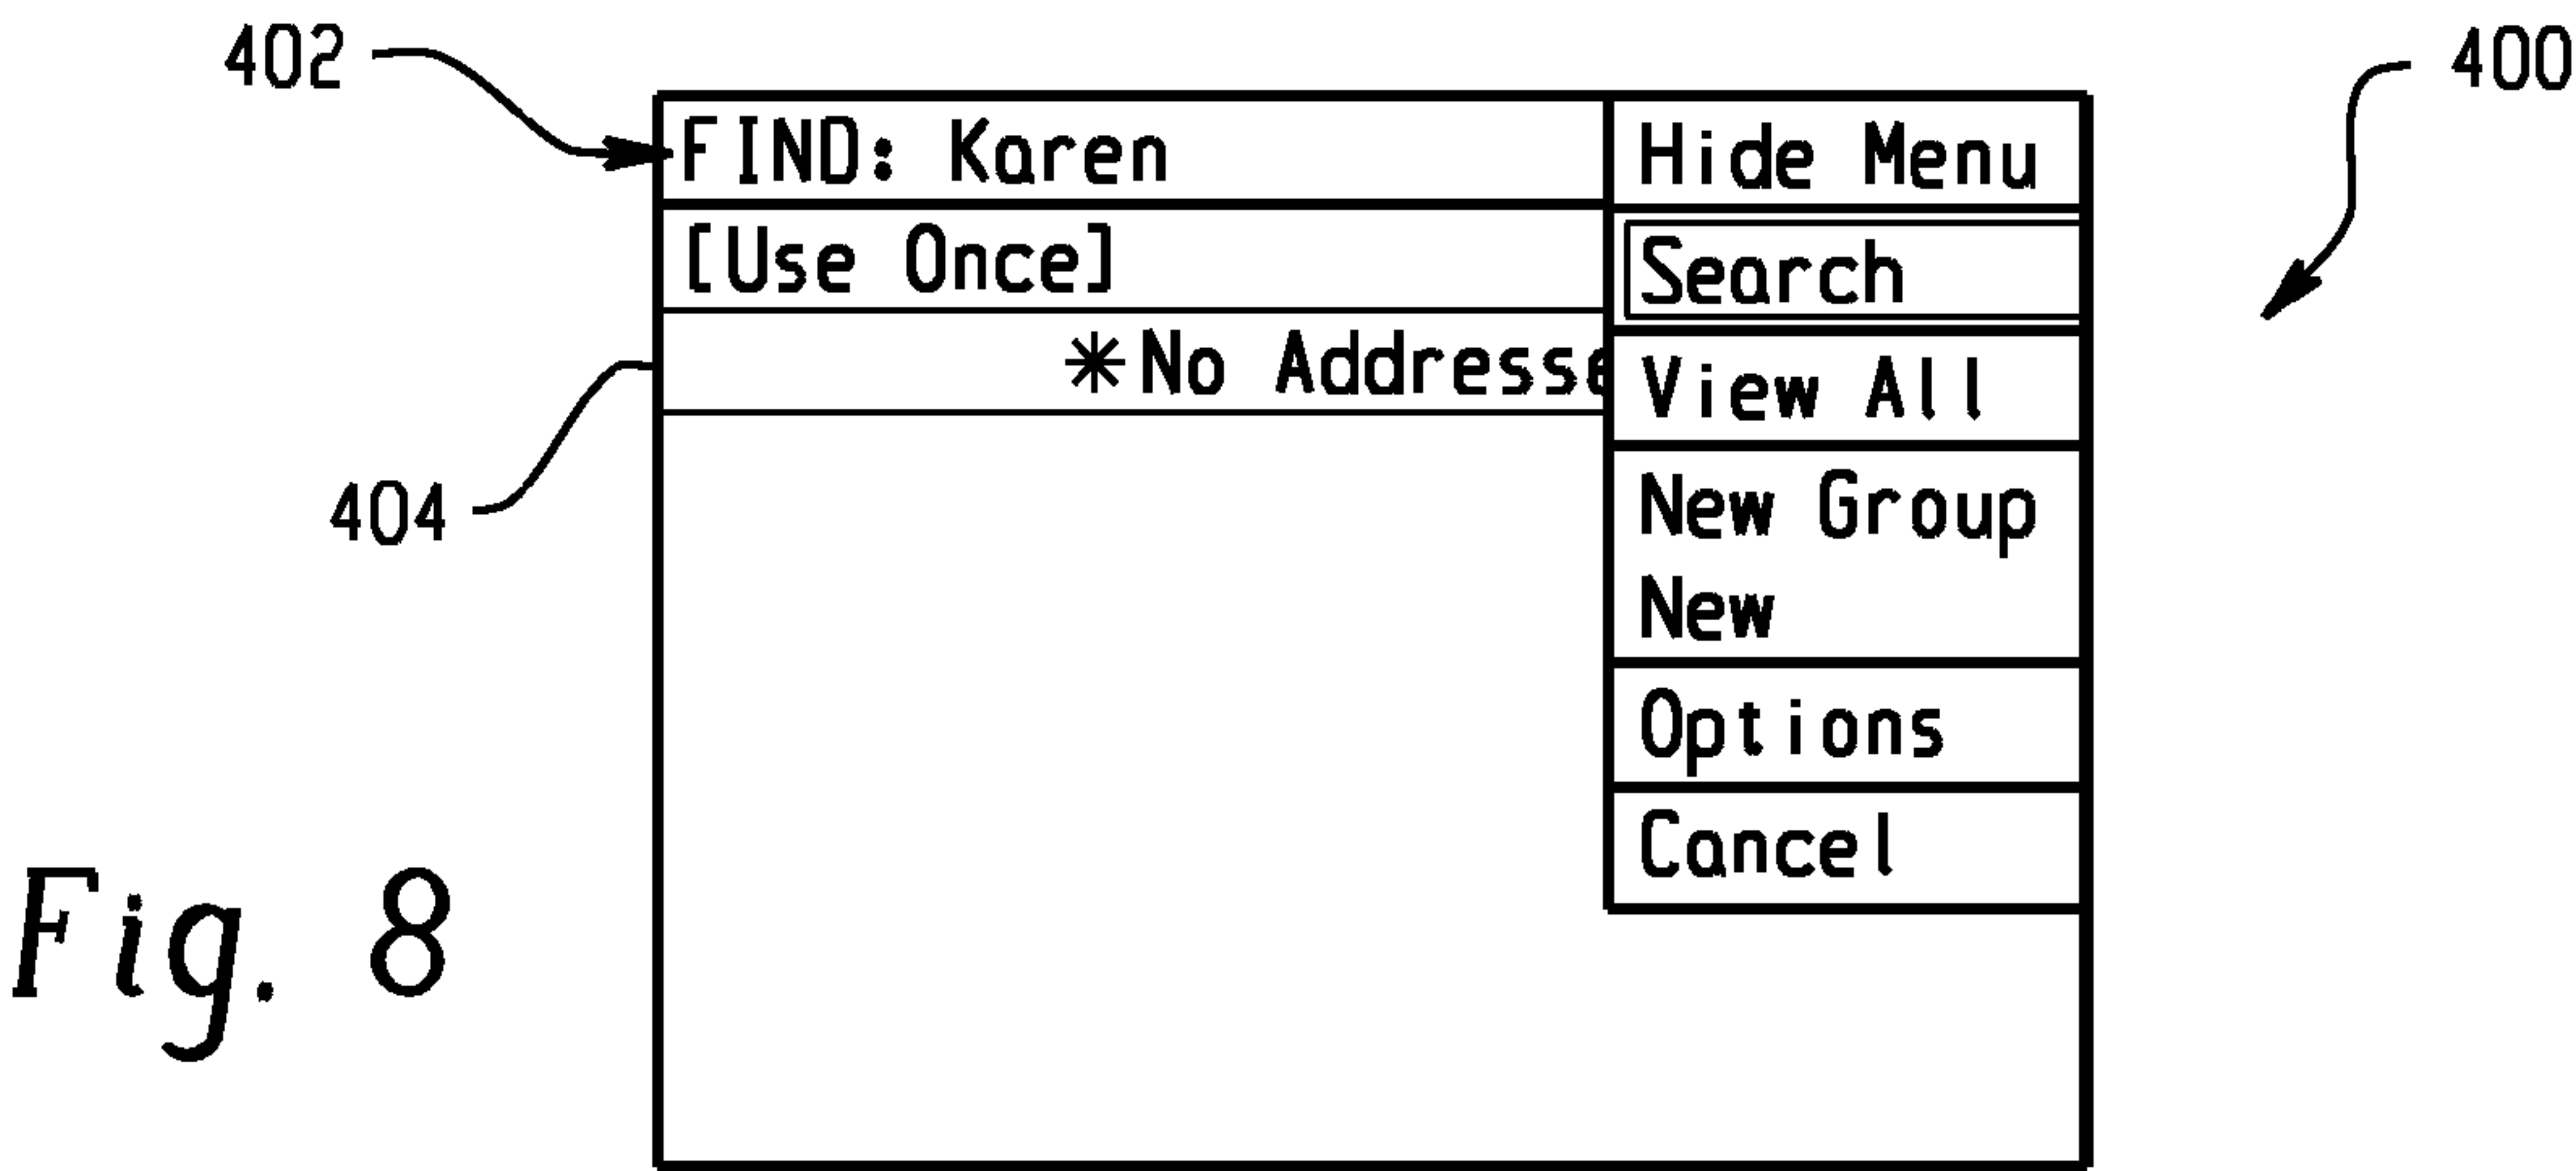 402
400
FIND: Karen
Hide Menu
[Use Once]
Search
*No Addresse
View All
404
New Group
New
Options
Cancel
Fig. 8